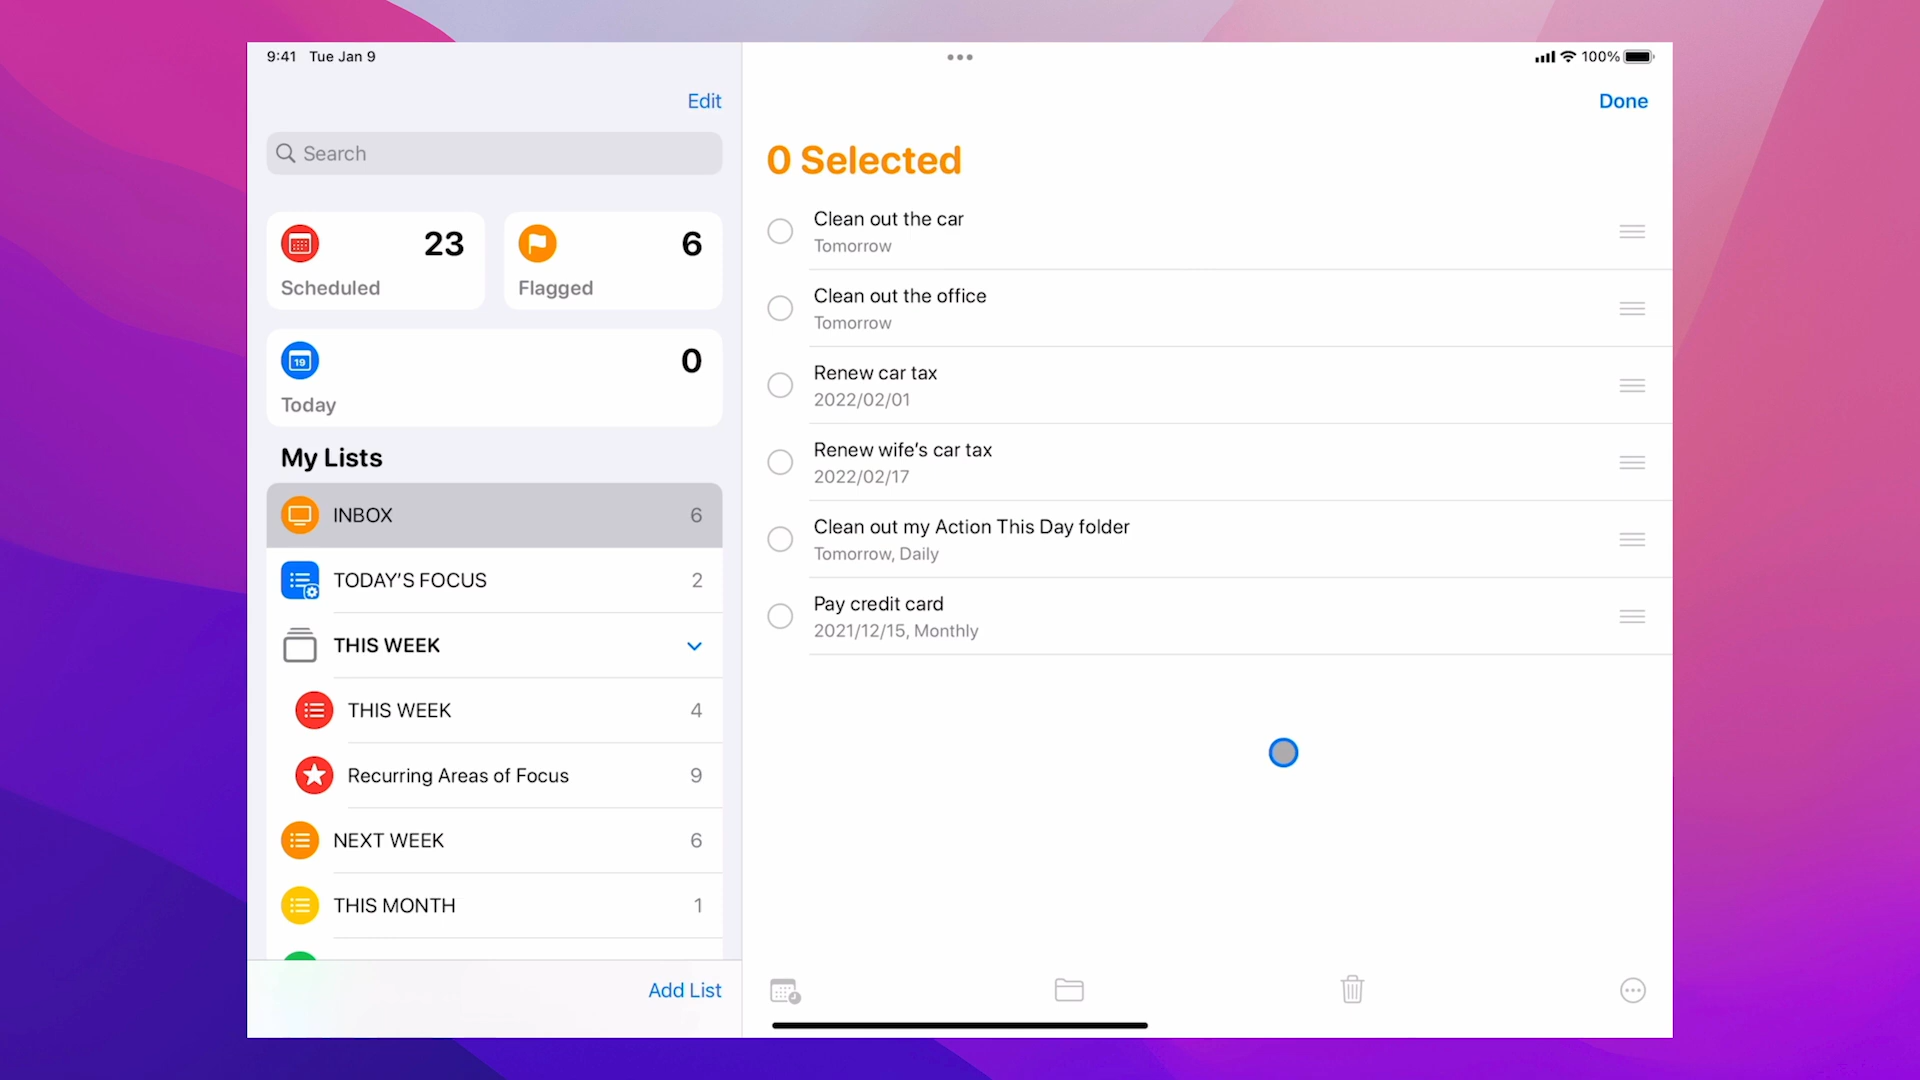 9:41 Tue Jan 9
100%
Edit
Done
Search
0 Selected
23
Scheduled
6
Flagged
19
0
Today
My Lists
INBOX 6
TODAY'S FOCUS 2
THIS WEEK
THIS WEEK 4
Recurring Areas of Focus 9
NEXT WEEK 6
THIS MONTH 1
Add List
Clean out the car
Tomorrow
Clean out the office
Tomorrow
Renew car tax
2022/02/01
Renew wife's car tax
2022/02/17
Clean out my Action This Day folder
Tomorrow, Daily
Pay credit card
2021/12/15, Monthly